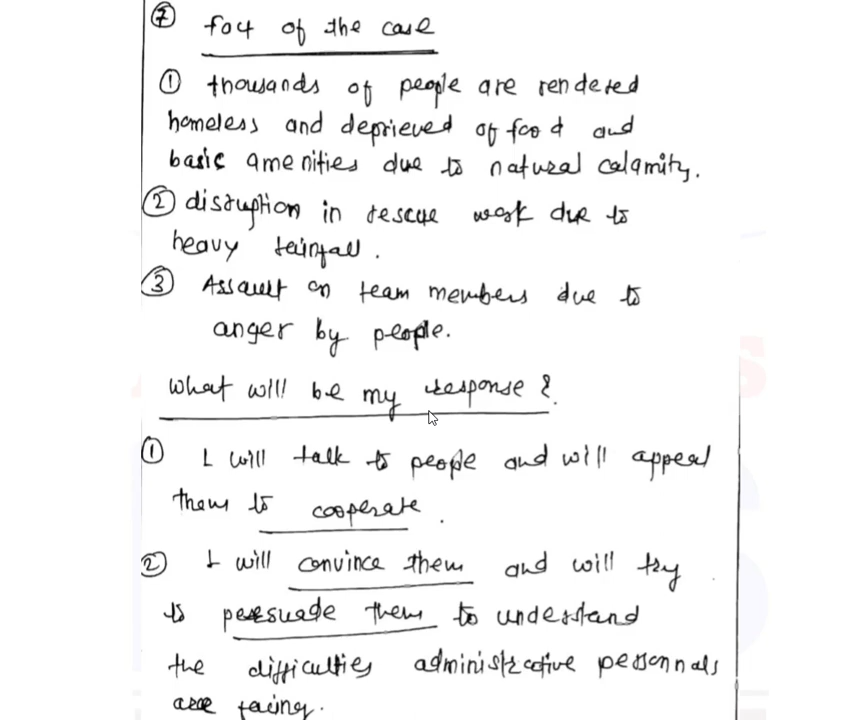 7 fact of the case
1 thousands of people are rendered
homeless and deprieved of food and
basic amenities due to natural calamity.
2 disruption in rescue work due to
heavy rainfall.
3 Assault on team members due to
anger by people.
What will be my response?
1 I will talk to people and will appeal
them to cooperate.
2 I will convince them and will try
to persuade them to understand
the difficulties administrative personnals
are facing.